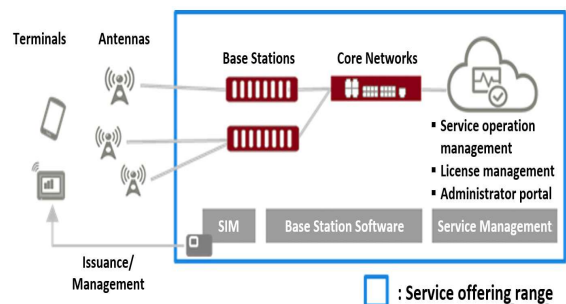 Terminals
Antennas
Base Stations
Core Networks
▪ Service operation
management
▪ License management
▪ Administrator portal
SIM
Base Station Software
Service Management
Issuance/
Management
: Service offering range